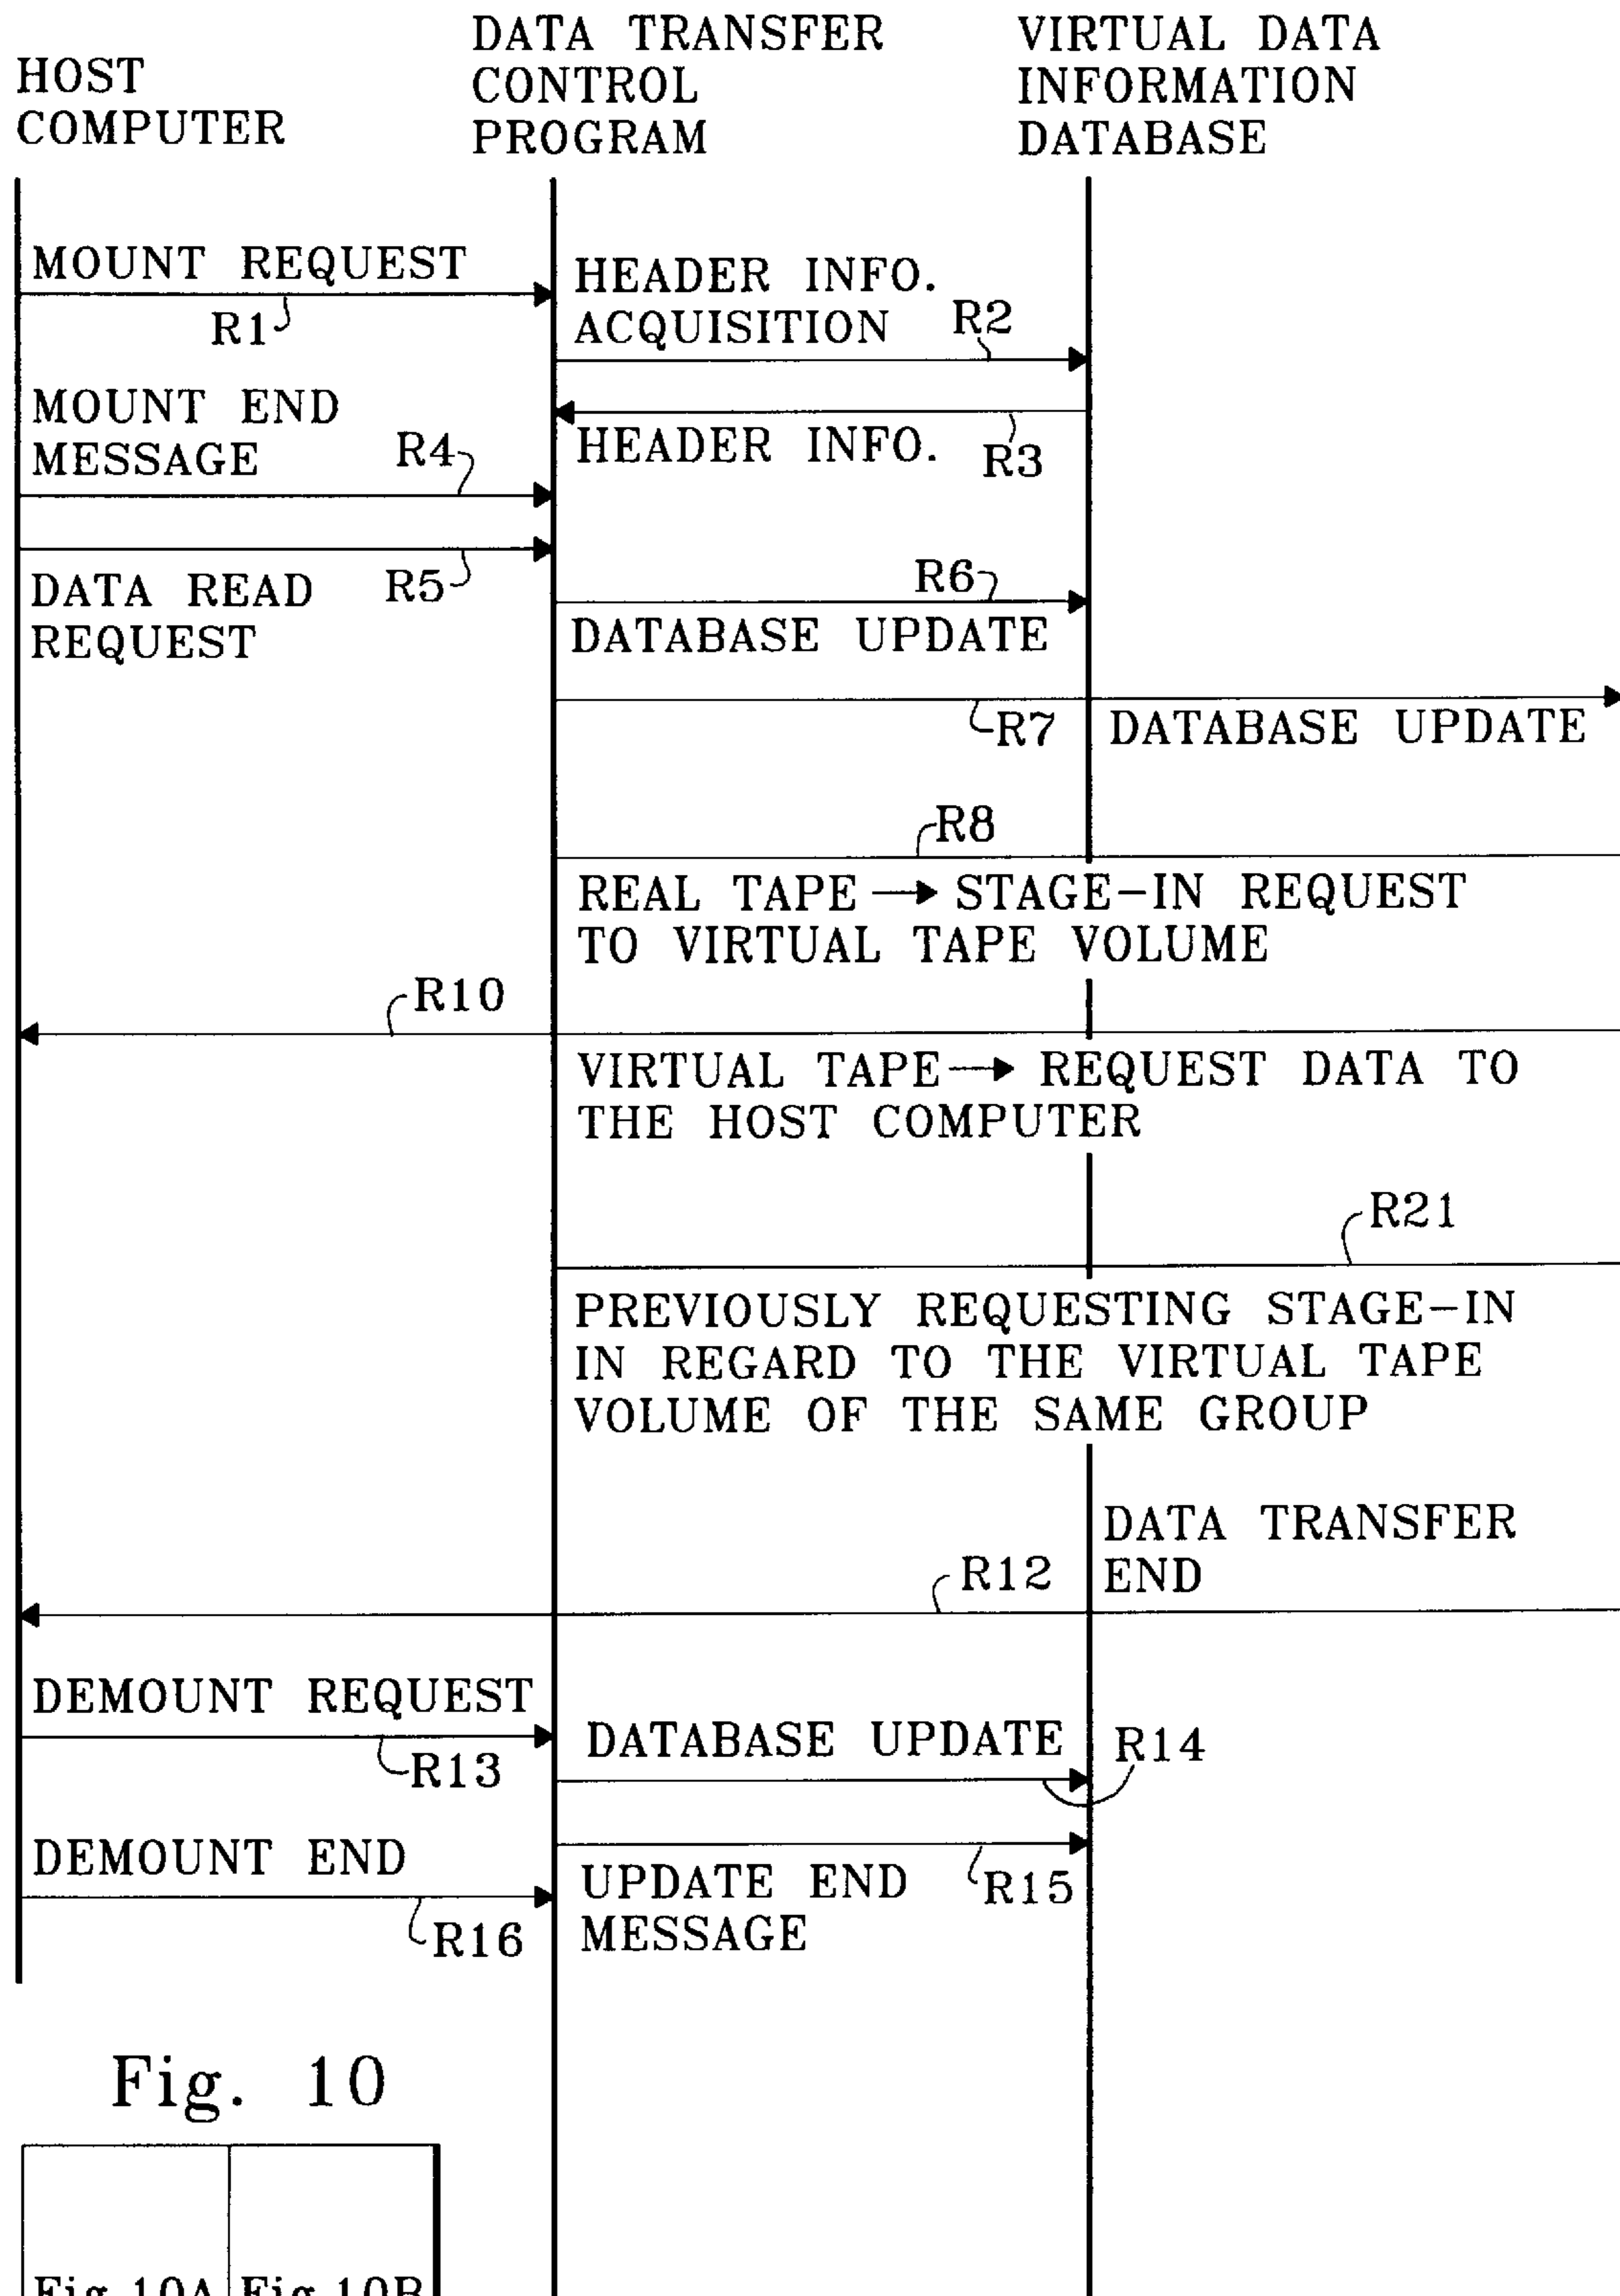 HOST
COMPUTER
DATA TRANSFER
CONTROL
PROGRAM
VIRTUAL DATA
INFORMATION
DATABASE
MOUNT REQUEST
R1
HEADER INFO.
ACQUISITION R2
MOUNT END
MESSAGE R4
HEADER INFO. R3
DATA READ
REQUEST
R5
R6
DATABASE UPDATE
R7 DATABASE UPDATE
R8
REAL TAPE → STAGE-IN REQUEST
TO VIRTUAL TAPE VOLUME
R10
VIRTUAL TAPE → REQUEST DATA TO
THE HOST COMPUTER
R21
PREVIOUSLY REQUESTING STAGE-IN
IN REGARD TO THE VIRTUAL TAPE
VOLUME OF THE SAME GROUP
DATA TRANSFER
END
R12
DEMOUNT REQUEST
R13
DATABASE UPDATE R14
DEMOUNT END
R16
UPDATE END
MESSAGE
R15
Fig. 10
Fig.10A Fig.10B